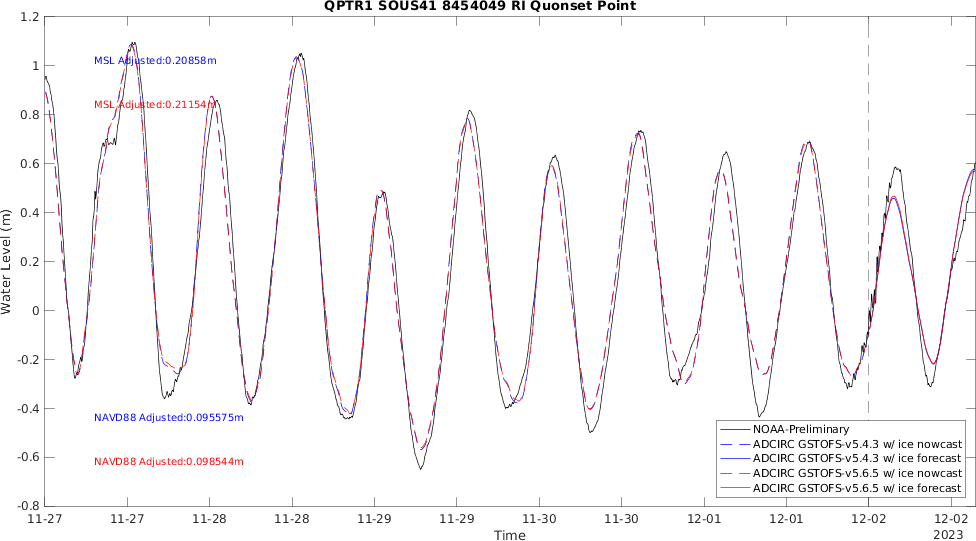 QPTR1 SOUS41 8454049 RI Quonset Point
1.2
1
0.8
0.6
0.4
0.2
0
-0.2
-0.4
-0.6
-0.8
Water Level (m)
MSL Adjusted:0.20858m
MSL Adjusted:0.21154m
NAVD88 Adjusted:0.095575m
NAVD88 Adjusted:0.098544m
NOAA-Preliminary
ADCIRC GSTOFS-v5.4.3 w/ ice nowcast
ADCIRC GSTOFS-v5.4.3 w/ ice forecast
ADCIRC GSTOFS-v5.6.5 w/ ice nowcast
ADCIRC GSTOFS-v5.6.5 w/ ice forecast
11-27 11-27 11-28 11-28 11-29 11-29 11-30 11-30 12-01 12-01 12-02 12-02
Time
2023